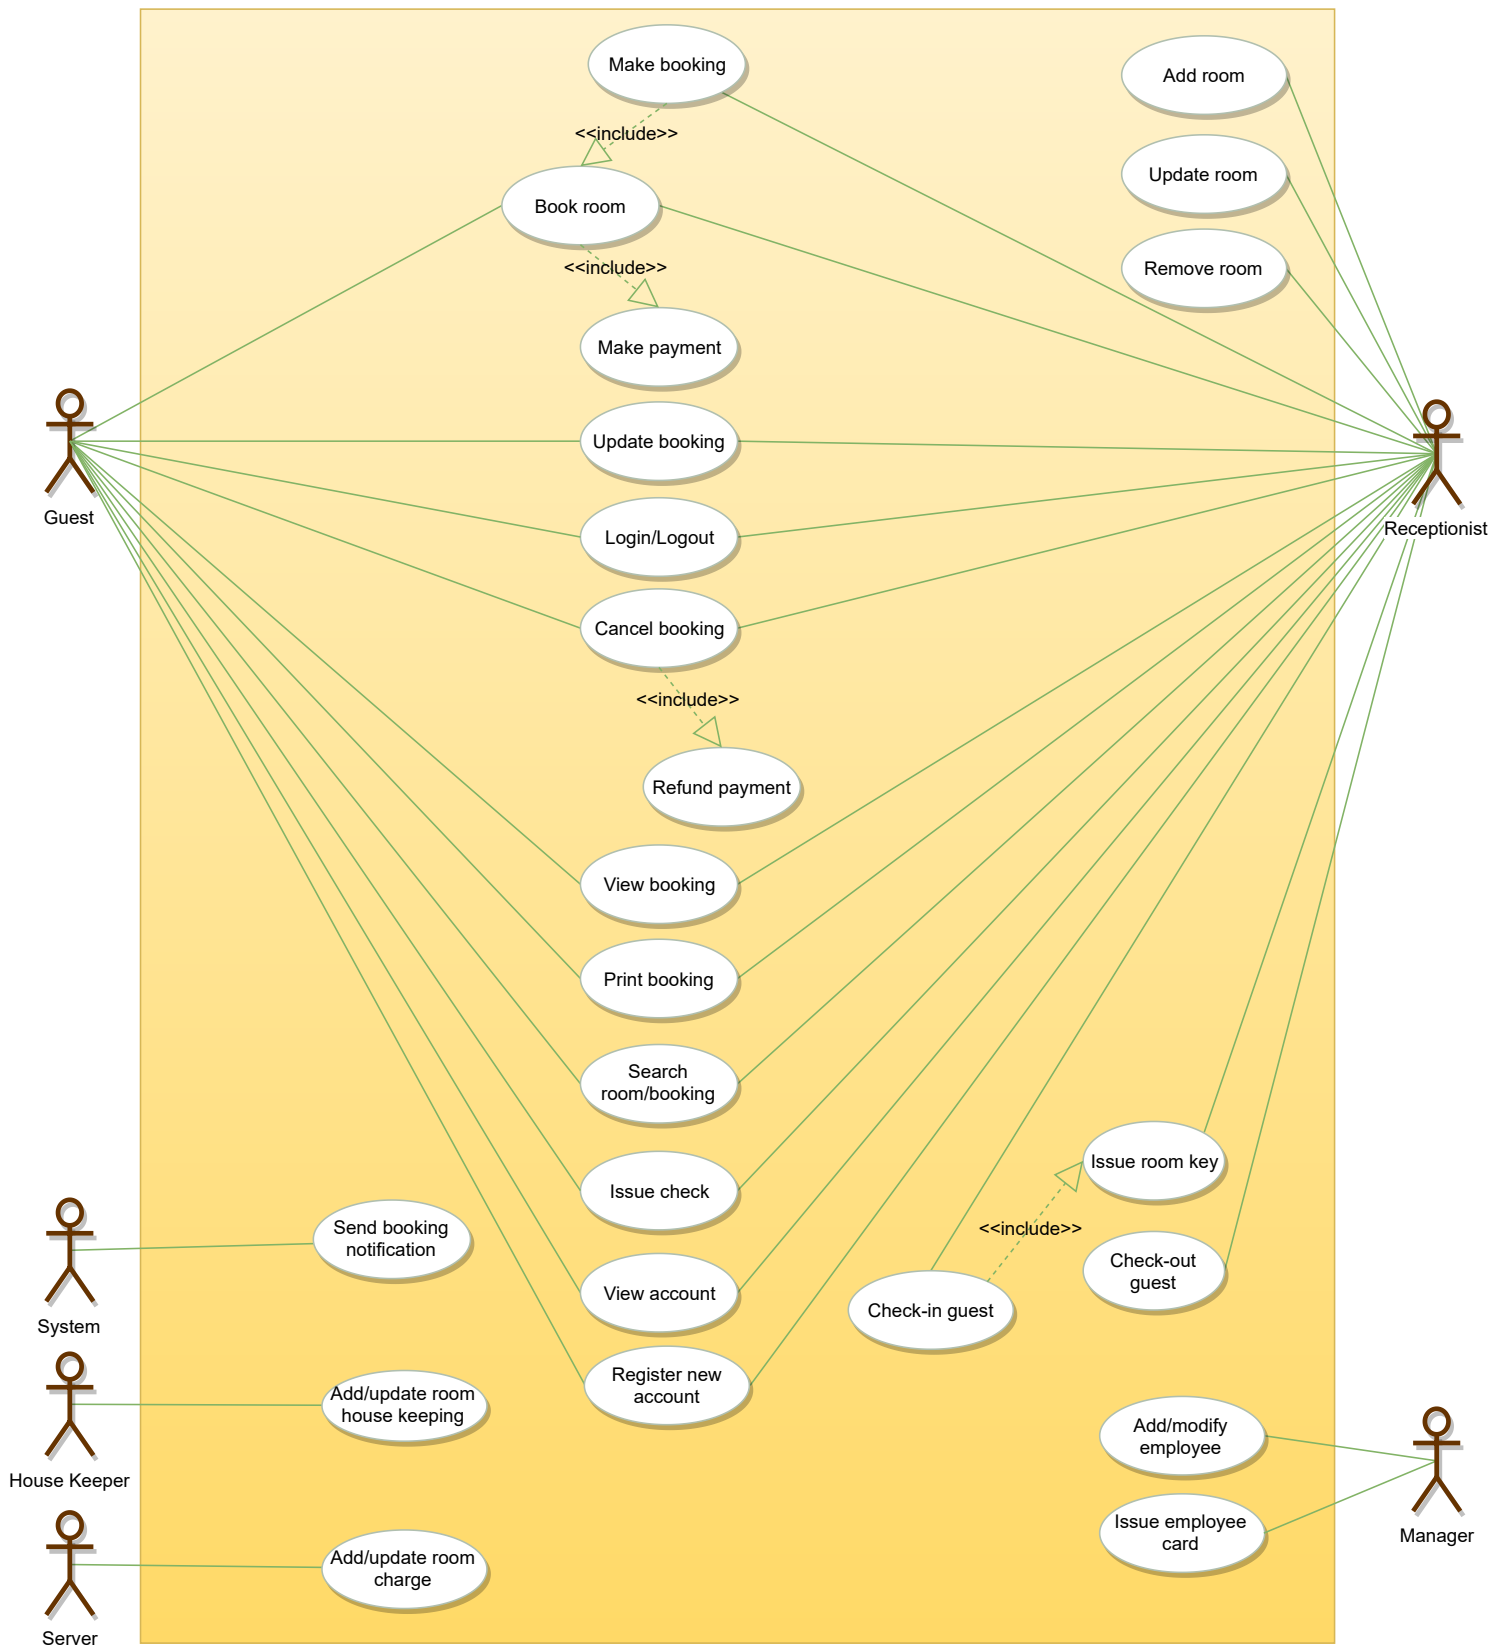 Make booking
Add room
<<include>>
Update room
Book room
<<include>>
Remove room
Make payment
Update booking
Guest
Receptionist
Login/Logout
Cancel booking
<<include>>
Refund payment
View booking
Print booking
Search
room/booking
Issue room key
Issue check
Send booking
notification
<<include>>
Check-out
guest
View account
Check-in guest
System
Register new
account
Add/update room
house keeping
House Keeper
Add/modify
employee
Issue employee
card
Manager
Add/update room
charge
Server